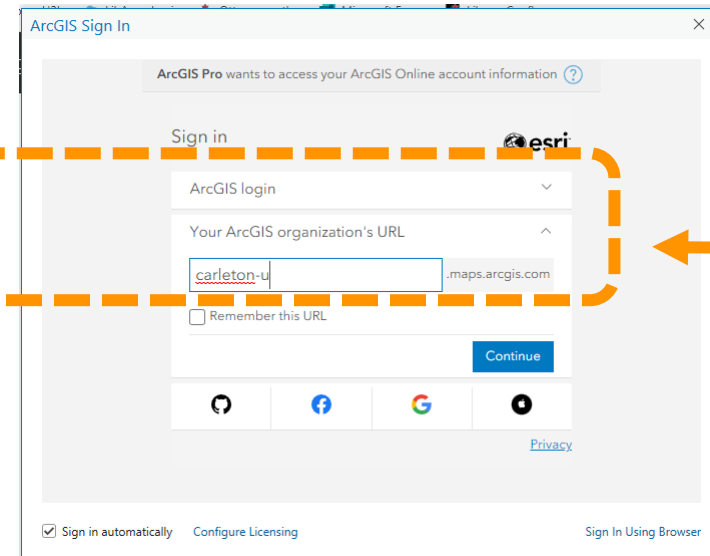 ArcGIS Sign In
ArcGIS Pro wants to access your ArcGIS Online account information ?
Sign in
esri
ArcGIS login
Your ArcGIS organization's URL
carleton-u .maps.arcgis.com
Remember this URL
Continue
Privacy
Sign in automatically Configure Licensing Sign In Using Browser